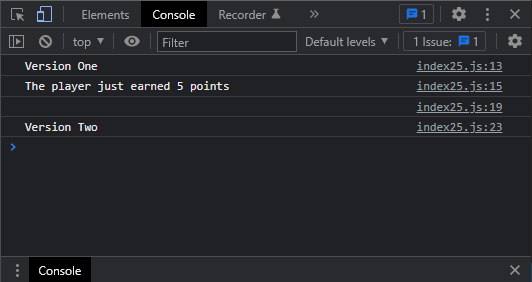 Elements Console Recorder 1
top Filter Default levels 1 Issue: 1
Version One index25.js:13
The player just earned 5 points index25.js:15
index25.js:19
Version Two index25.js:23
Console